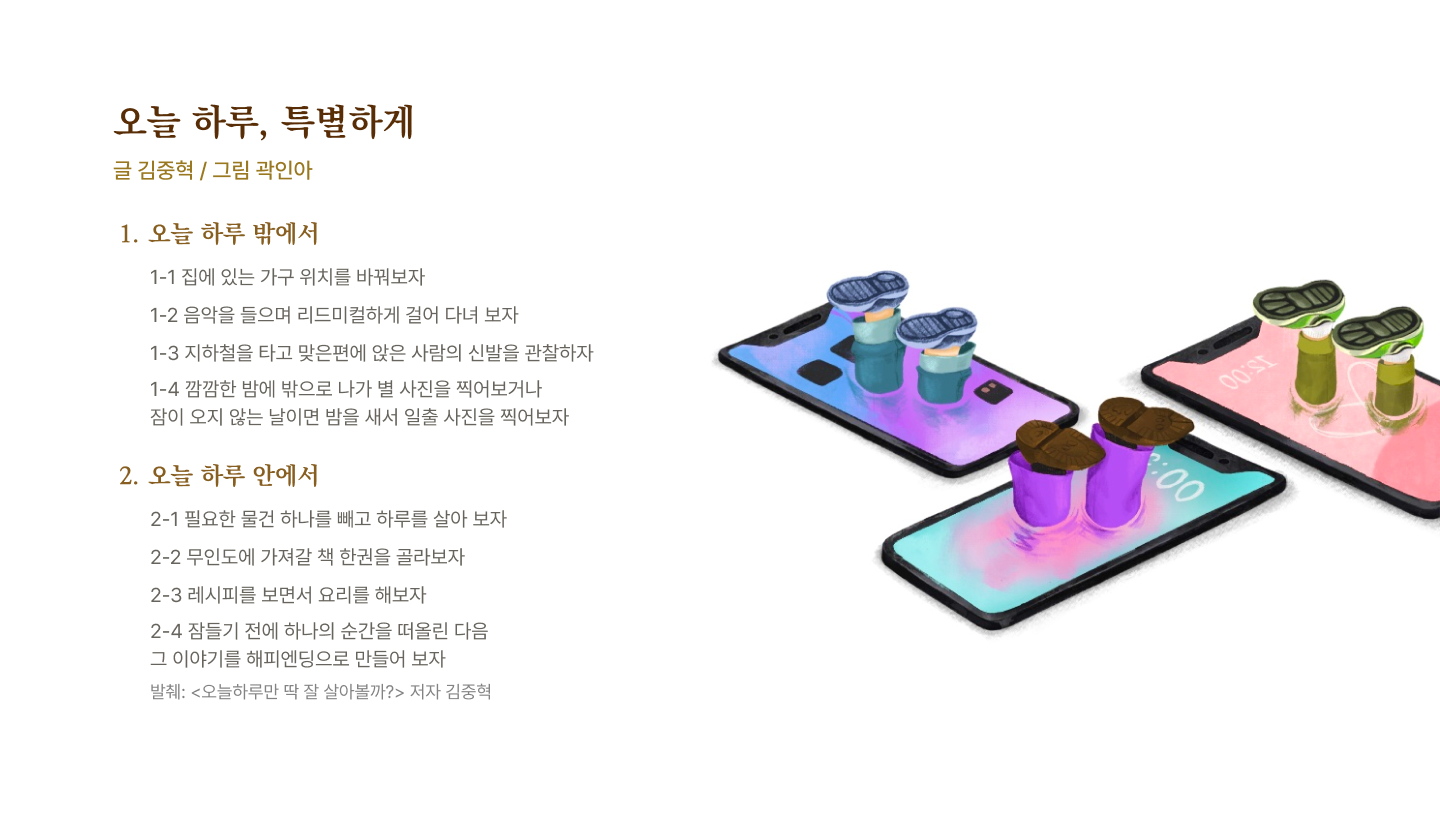 오늘 하루, 특별하게
글 김중혁 / 그림 곽인아
1. 오늘 하루 밖에서
1-1 집에 있는 가구 위치를 바꿔보자
1-2 음악을 들으며 리드미컬하게 걸어 다녀 보자
1-3 지하철을 타고 맞은편에 앉은 사람의 신발을 관찰하자
1-4 깜깜한 밤에 밖으로 나가 별 사진을 찍어보거나
잠이 오지 않는 날이면 밤을 새서 일출 사진을 찍어보자
2. 오늘 하루 안에서
2-1 필요한 물건 하나를 빼고 하루를 살아 보자
2-2 무인도에 가져갈 책 한권을 골라보자
2-3 레시피를 보면서 요리를 해보자
2-4 잠들기 전에 하나의 순간을 떠올린 다음
그 이야기를 해피엔딩으로 만들어 보자
발췌: <오늘하루만 딱 잘 살아볼까?> 저자 김중혁
12:00